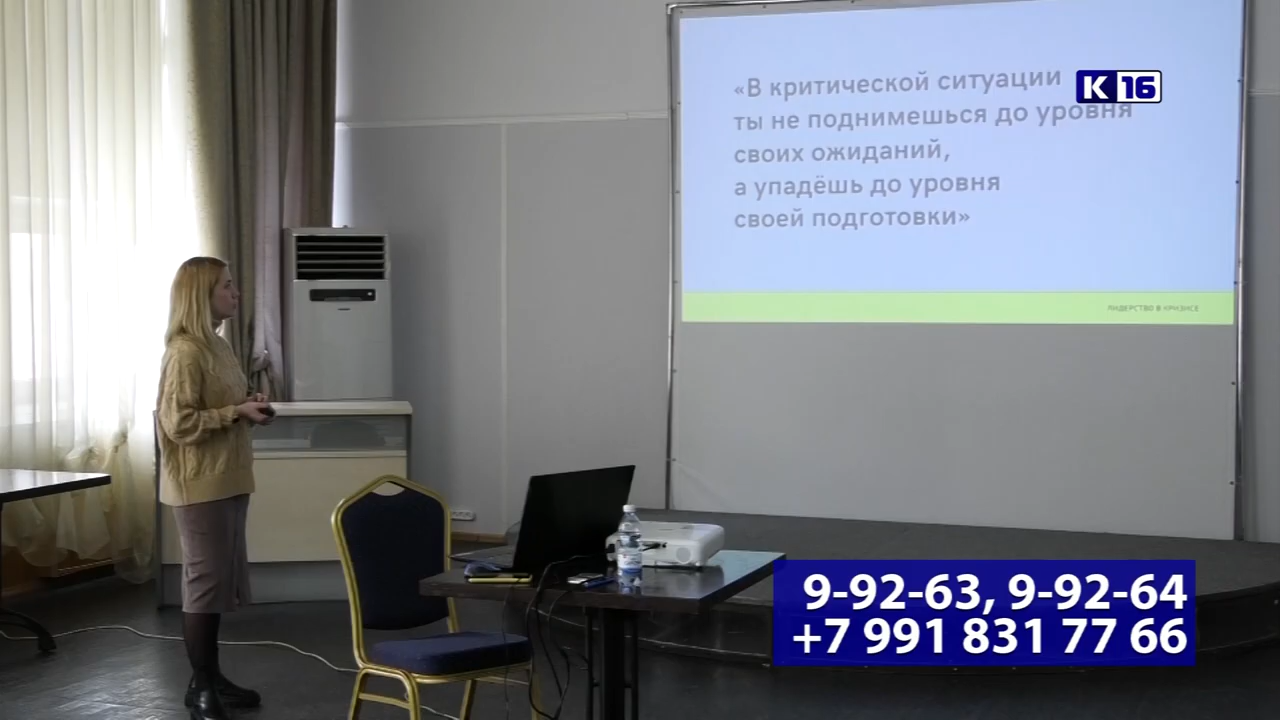 «В критической ситуации
ты не поднимешься до уровня
своих ожиданий,
а упадёшь до уровня
своей подготовки»
К 16
ЛИДЕРСТВО В КРИЗИСЕ
9-92-63, 9-92-64
+7 991 831 77 66